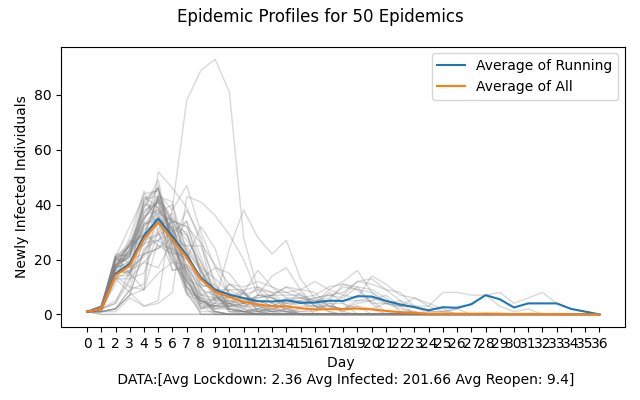 Epidemic Profiles for 50 Epidemics
Average of Running
Average of All
Newly Infected Individuals
80
60
40
20
0
0 1 2 3 4 5 6 7 8 9 10 11 12 13 14 15 16 17 18 19 20 21 22 23 24 25 26 27 28 29 30 31 32 33 34 35 36
Day
DATA:[Avg Lockdown: 2.36 Avg Infected: 201.66 Avg Reopen: 9.4]